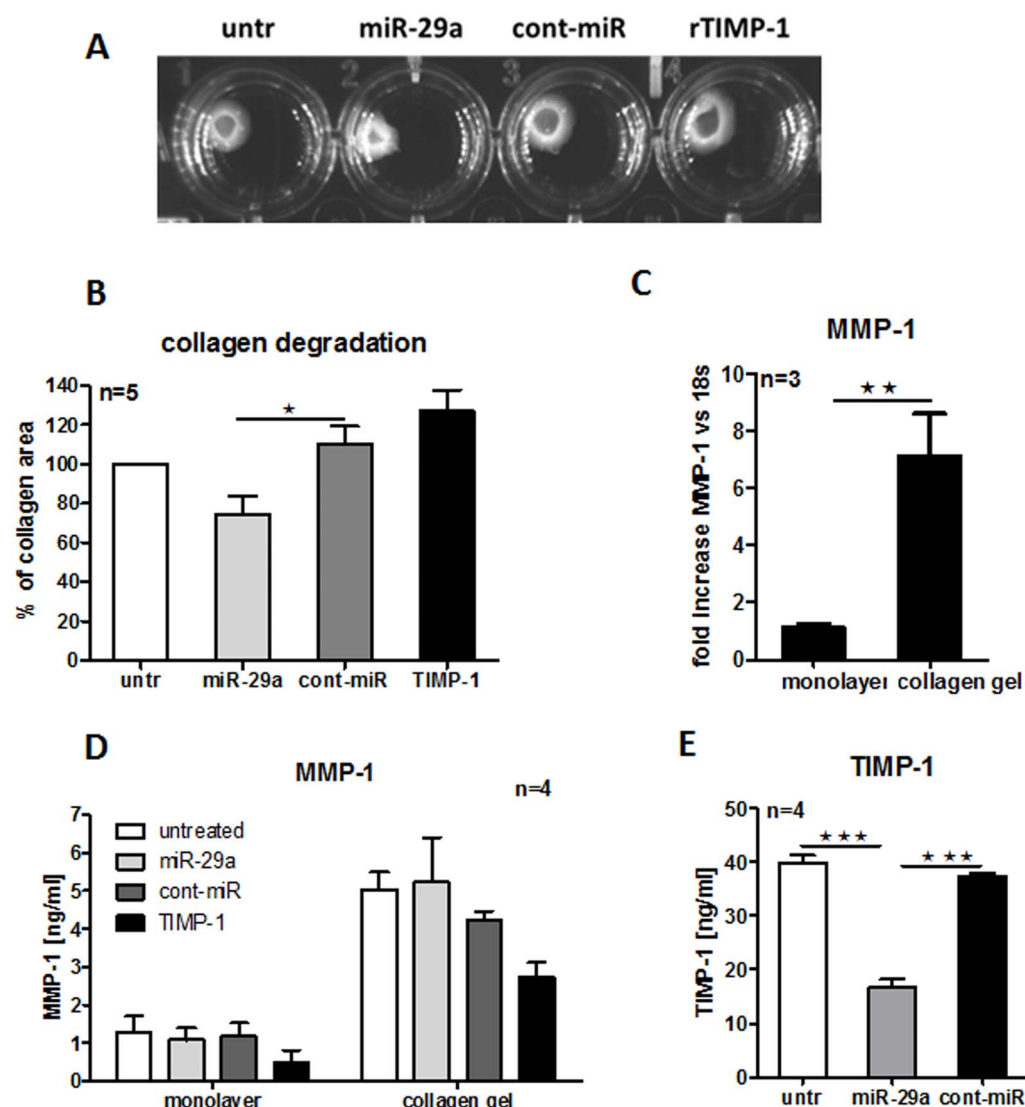 A
untr miR-29a cont-miR rTIMP-1
1 2 3 4
B
collagen degradation
n=5
140
120
100
80
60
40
20
0
% of collagen area
★
untr miR-29a cont-miR TIMP-1
C
MMP-1
n=3
10
8
6
4
2
0
fold increase MMP-1 vs 18s
★★
monolayer collagen gel
D
MMP-1
n=4
7
6
5
4
3
2
1
0
MMP-1 [ng/ml]
untreated
miR-29a
cont-miR
TIMP-1
monolayer collagen gel
E
TIMP-1
n=4
50
40
30
20
10
0
TIMP-1 [ng/ml]
★★★ ★★★
untr miR-29a cont-miR